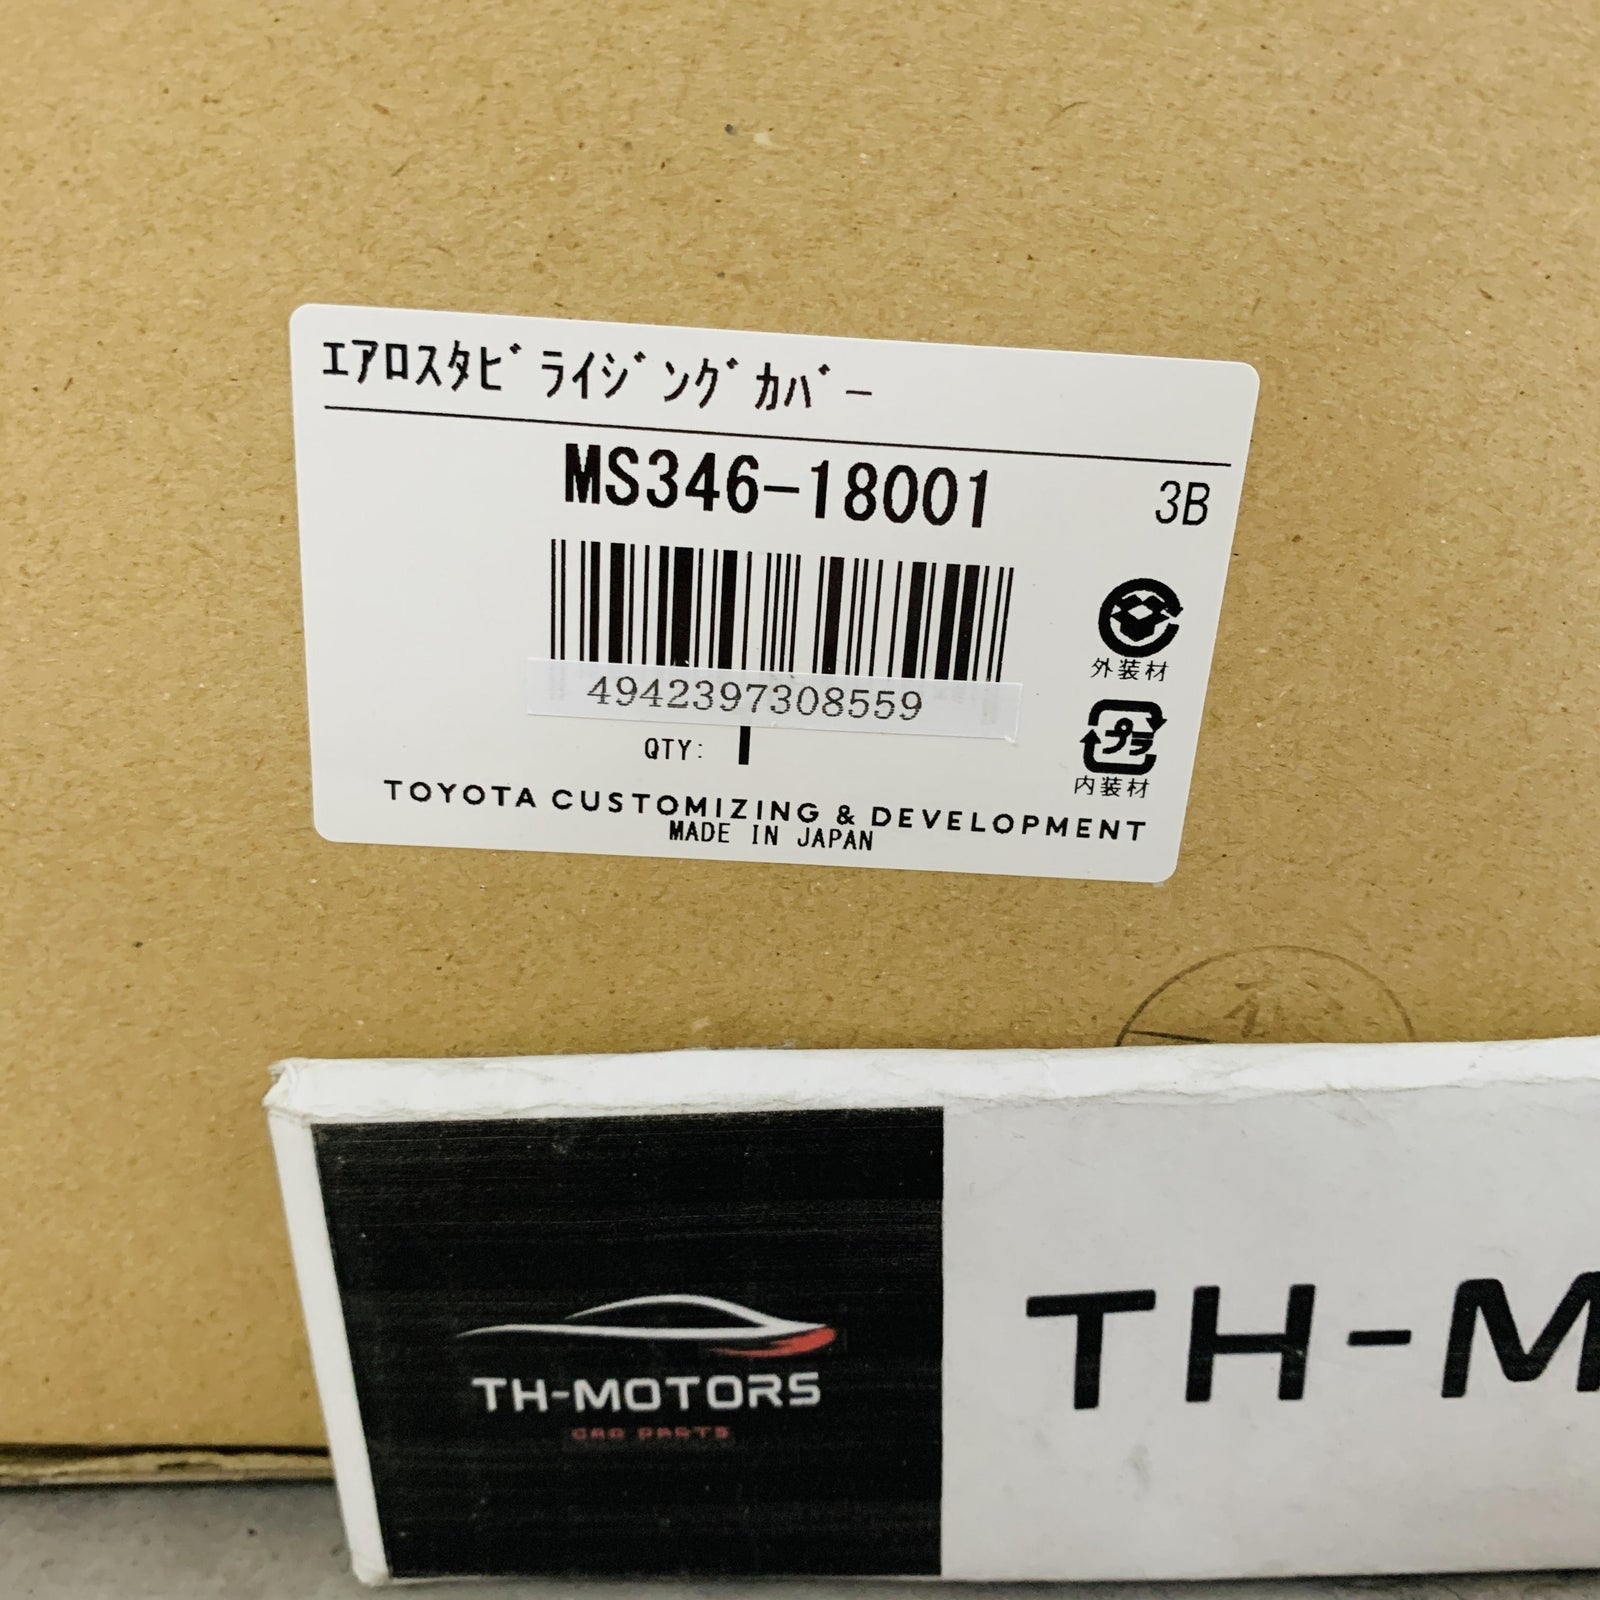 ｴｱﾛｽﾀﾋﾞﾗｲｼﾞﾝｸﾞｶﾊﾞｰ
MS346-18001
3B
外装材
4942397308559
プラ
QTY: 1
内装材
TOYOTA CUSTOMIZING & DEVELOPMENT
MADE IN JAPAN
TH-MOTORS
CAR PARTS
TH-M